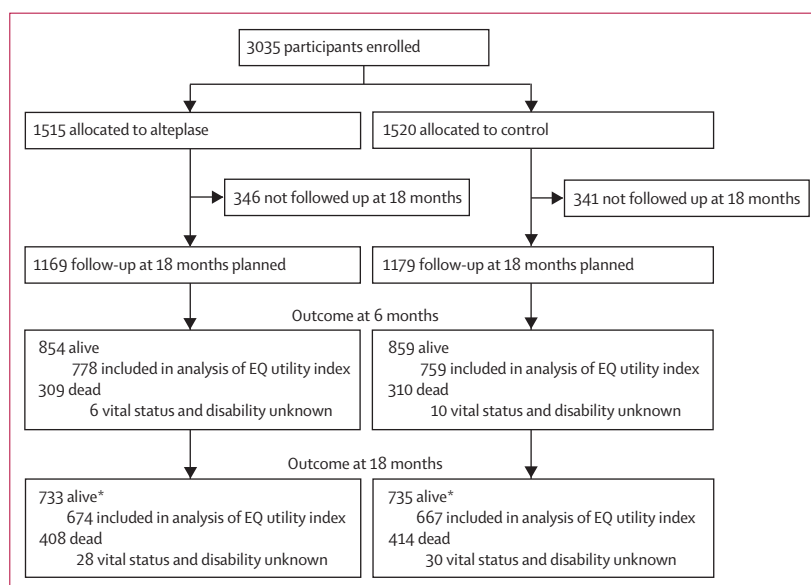 3035 participants enrolled
1515 allocated to alteplase
1520 allocated to control
346 not followed up at 18 months
341 not followed up at 18 months
1169 follow-up at 18 months planned
1179 follow-up at 18 months planned
Outcome at 6 months
854 alive
778 included in analysis of EQ utility index
309 dead
6 vital status and disability unknown
859 alive
759 included in analysis of EQ utility index
310 dead
10 vital status and disability unknown
Outcome at 18 months
733 alive*
674 included in analysis of EQ utility index
408 dead
28 vital status and disability unknown
735 alive*
667 included in analysis of EQ utility index
414 dead
30 vital status and disability unknown